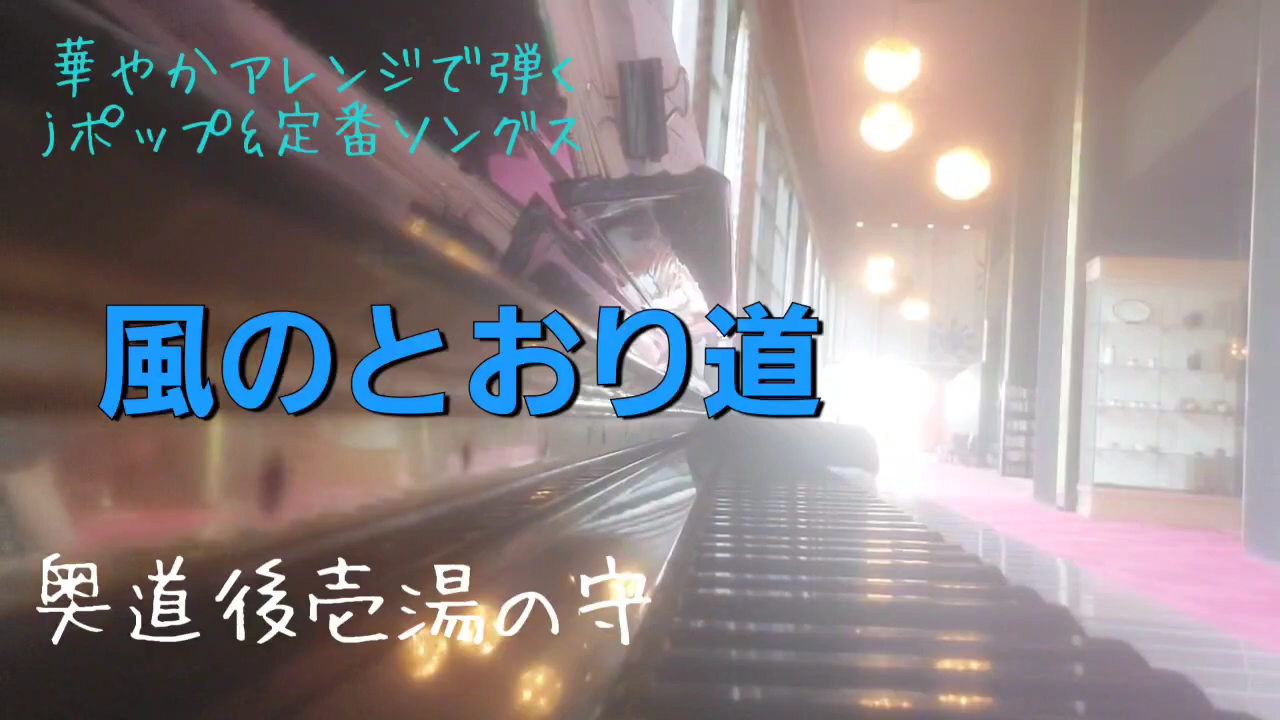 華やかアレンジで弾く
jポップ&定番ソングス
風のとおり道
奥道後壱湯の守